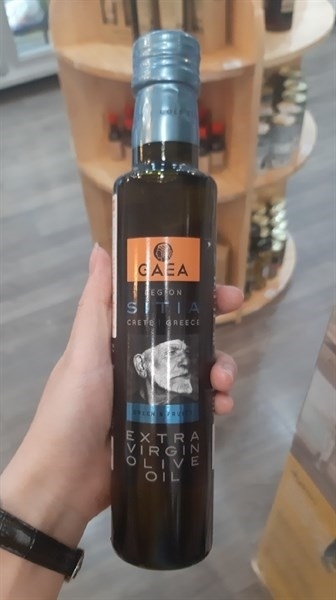 GAEA
REGION
SITIA
CRETE | GREECE
EXTRA
VIRGIN
OLIVE
OIL